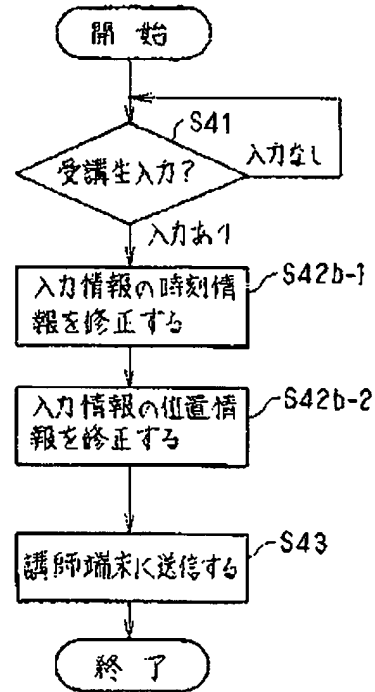 開始
S41
受講生入力?
入力なし
入力あり
S42b-1
入力情報の時刻情
報を修正する
S42b-2
入力情報の位置情
報を修正する
S43
講師端末に送信する
終了